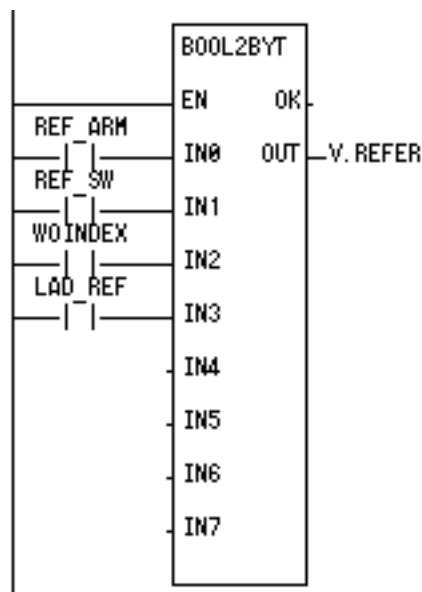 BOOL2BYT
EN OK
REF_ARM
IN0 OUT V.REFER
REF_SW
IN1
WOINDEX
IN2
LAD_REF
IN3
IN4
IN5
IN6
IN7